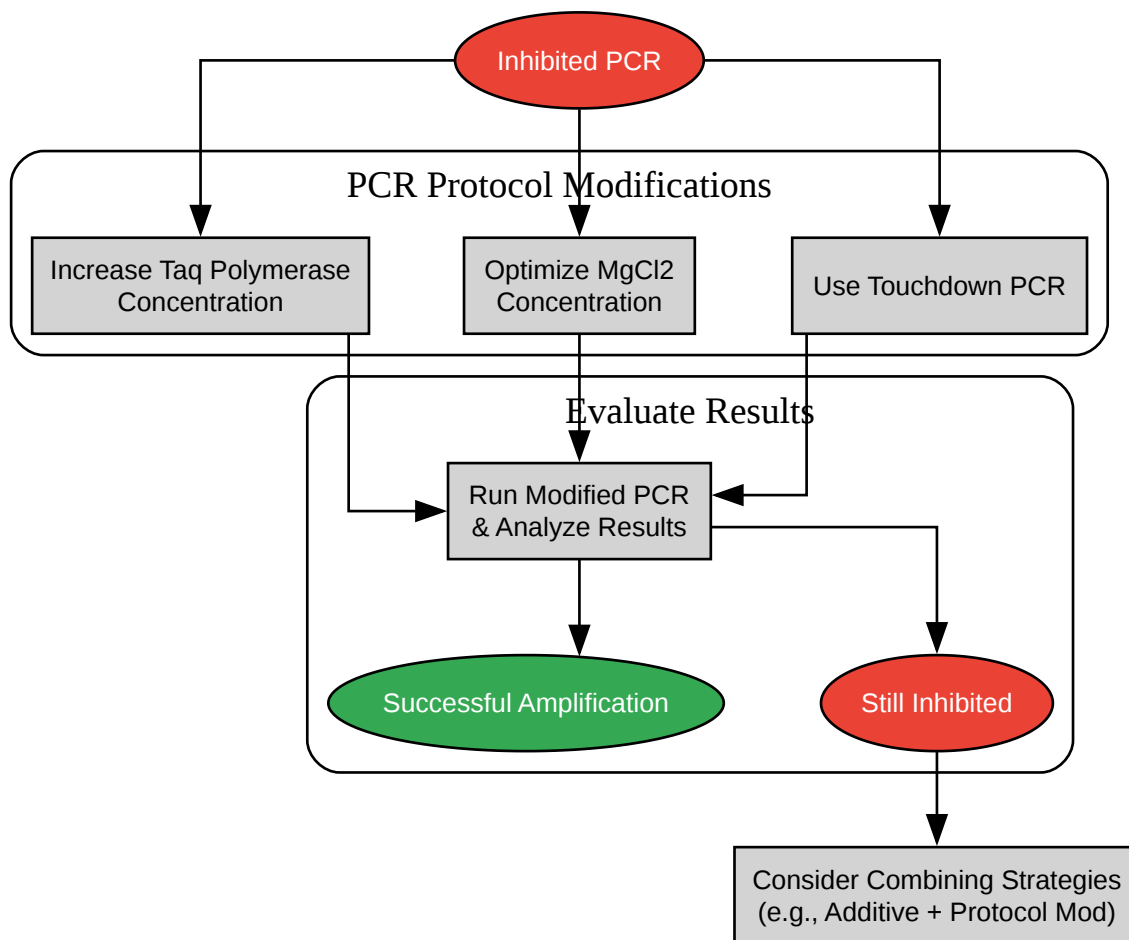 Inhibited PCR
PCR Protocol Modifications
Increase Taq Polymerase
Concentration
Optimize MgCl2
Concentration
Use Touchdown PCR
Evaluate Results
Run Modified PCR
& Analyze Results
Successful Amplification
Still Inhibited
Consider Combining Strategies
(e.g., Additive + Protocol Mod)